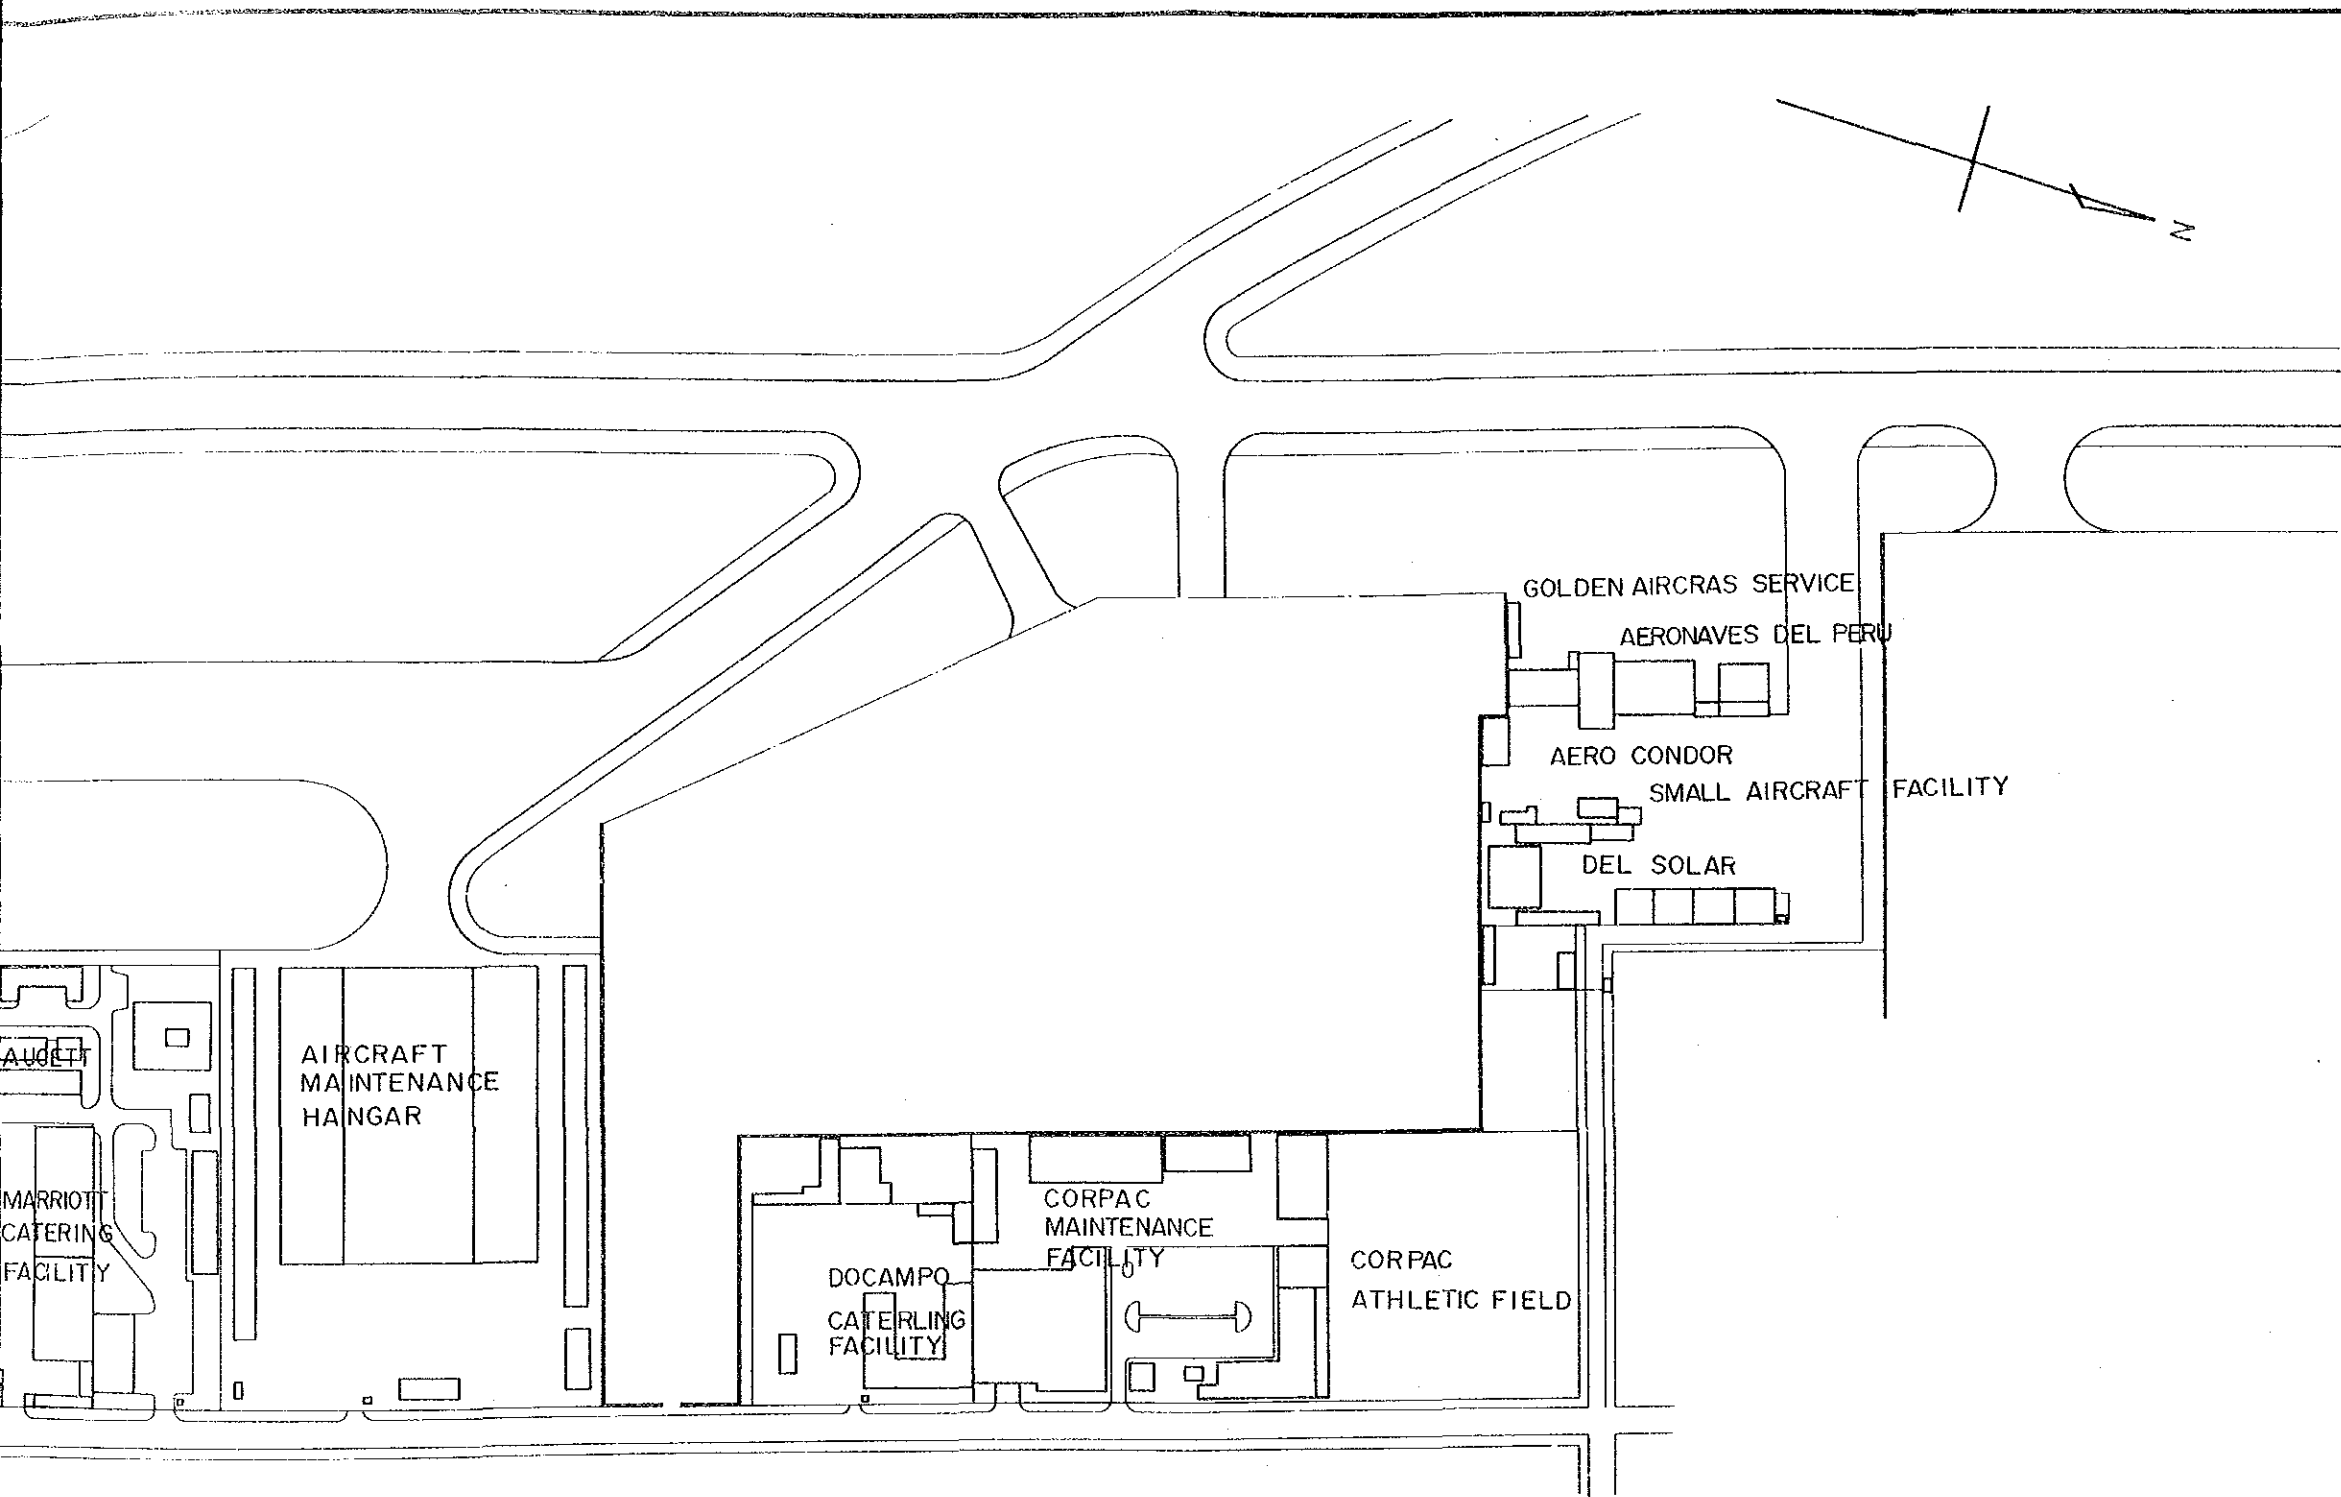 N
GOLDEN AIRCRAS SERVICE
AERONAVES DEL PERU
AERO CONDOR
SMALL AIRCRAFT FACILITY
DEL SOLAR
AUCETT
AIRCRAFT
MAINTENANCE
HANGAR
MARRIOTT
CATERING
FACILITY
CORPAC
MAINTENANCE
FACILITY
DOCAMPO
CATERLING
FACILITY
CORPAC
ATHLETIC FIELD